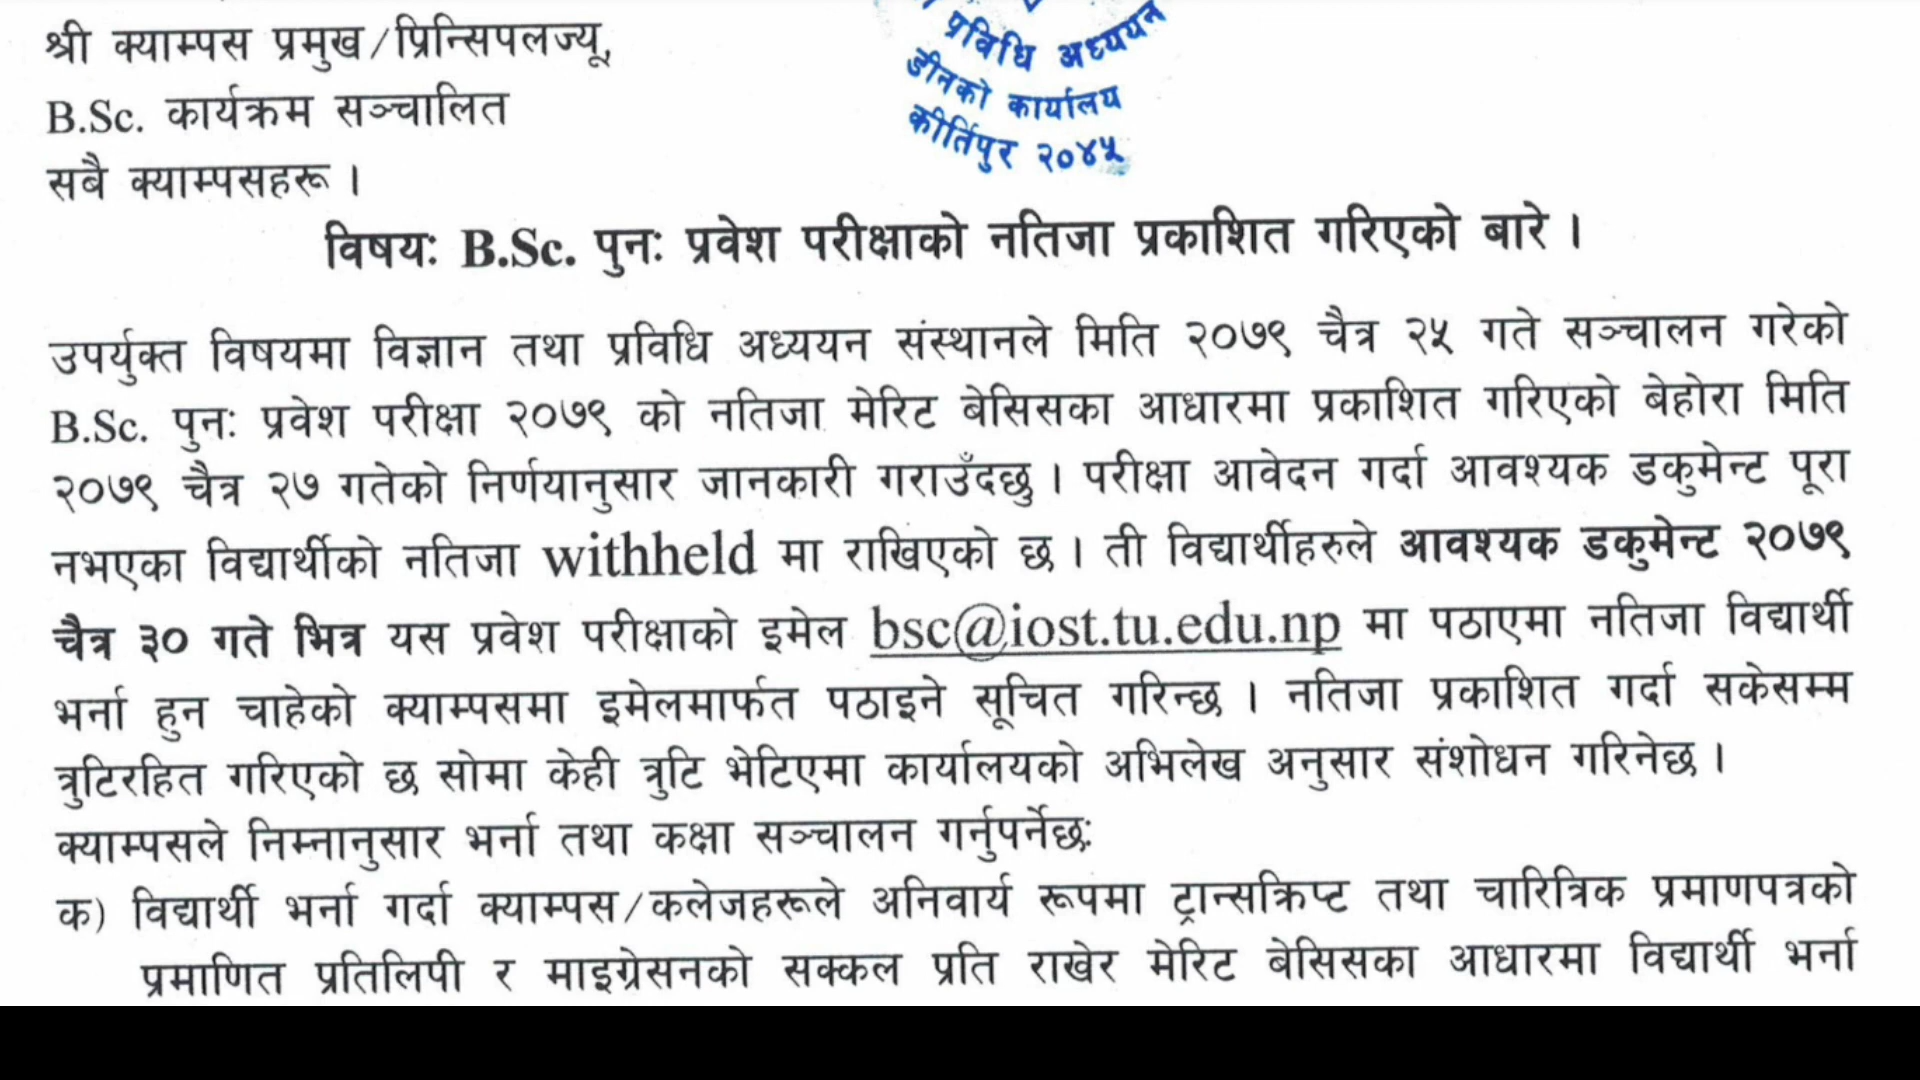 श्री क्याम्पस प्रमुख/प्रिन्सिपलज्यू,
B.Sc. कार्यक्रम सञ्चालित
सबै क्याम्पसहरू ।
प्रविधि अध्ययन
डीनको कार्यालय
कीर्तिपुर २०४५
विषयः B.Sc. पुनः प्रवेश परीक्षाको नतिजा प्रकाशित गरिएको बारे ।
उपर्युक्त विषयमा विज्ञान तथा प्रविधि अध्ययन संस्थानले मिति २०७९ चैत्र २५ गते सञ्चालन गरेको
B.Sc. पुनः प्रवेश परीक्षा २०७९ को नतिजा मेरिट बेसिसका आधारमा प्रकाशित गरिएको बेहोरा मिति
२०७९ चैत्र २७ गतेको निर्णयानुसार जानकारी गराउँदछु । परीक्षा आवेदन गर्दा आवश्यक डकुमेन्ट पूरा
नभएका विद्यार्थीको नतिजा withheld मा राखिएको छ । ती विद्यार्थीहरुले आवश्यक डकुमेन्ट २०७९
चैत्र ३० गते भित्र यस प्रवेश परीक्षाको इमेल bsc@iost.tu.edu.np मा पठाएमा नतिजा विद्यार्थी
भर्ना हुन चाहेको क्याम्पसमा इमेलमार्फत पठाइने सूचित गरिन्छ । नतिजा प्रकाशित गर्दा सकेसम्म
त्रुटिरहित गरिएको छ सोमा केही त्रुटि भेटिएमा कार्यालयको अभिलेख अनुसार संशोधन गरिनेछ ।
क्याम्पसले निम्नानुसार भर्ना तथा कक्षा सञ्चालन गर्नुपर्नेछः
क) विद्यार्थी भर्ना गर्दा क्याम्पस/कलेजहरूले अनिवार्य रूपमा ट्रान्सक्रिप्ट तथा चारित्रिक प्रमाणपत्रको
प्रमाणित प्रतिलिपी र माइग्रेसनको सक्कल प्रति राखेर मेरिट बेसिसका आधारमा विद्यार्थी भर्ना